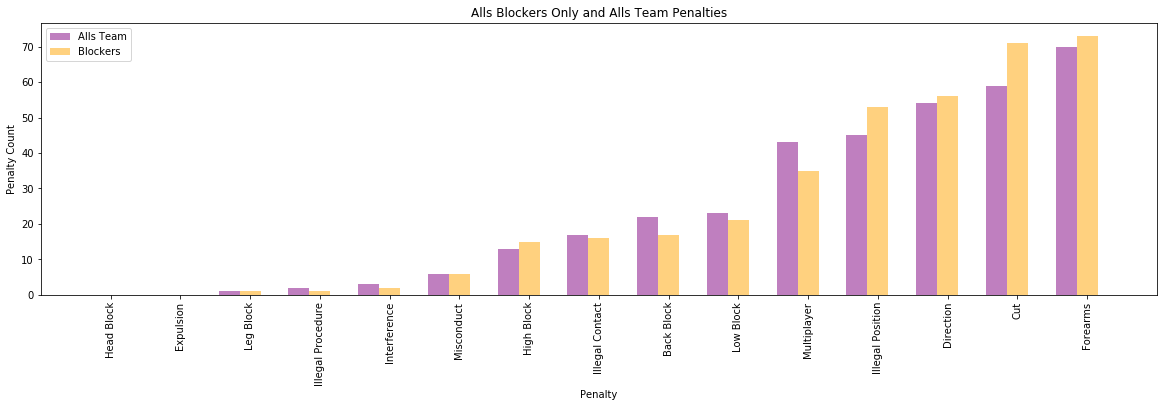 Alls Blockers Only and Alls Team Penalties
Alls Team
Blockers
Penalty Count
70
60
50
40
30
20
10
0
Head Block
Expulsion
Leg Block
Illegal Procedure
Interference
Misconduct
High Block
Illegal Contact
Back Block
Low Block
Multiplayer
Illegal Position
Direction
Cut
Forearms
Penalty